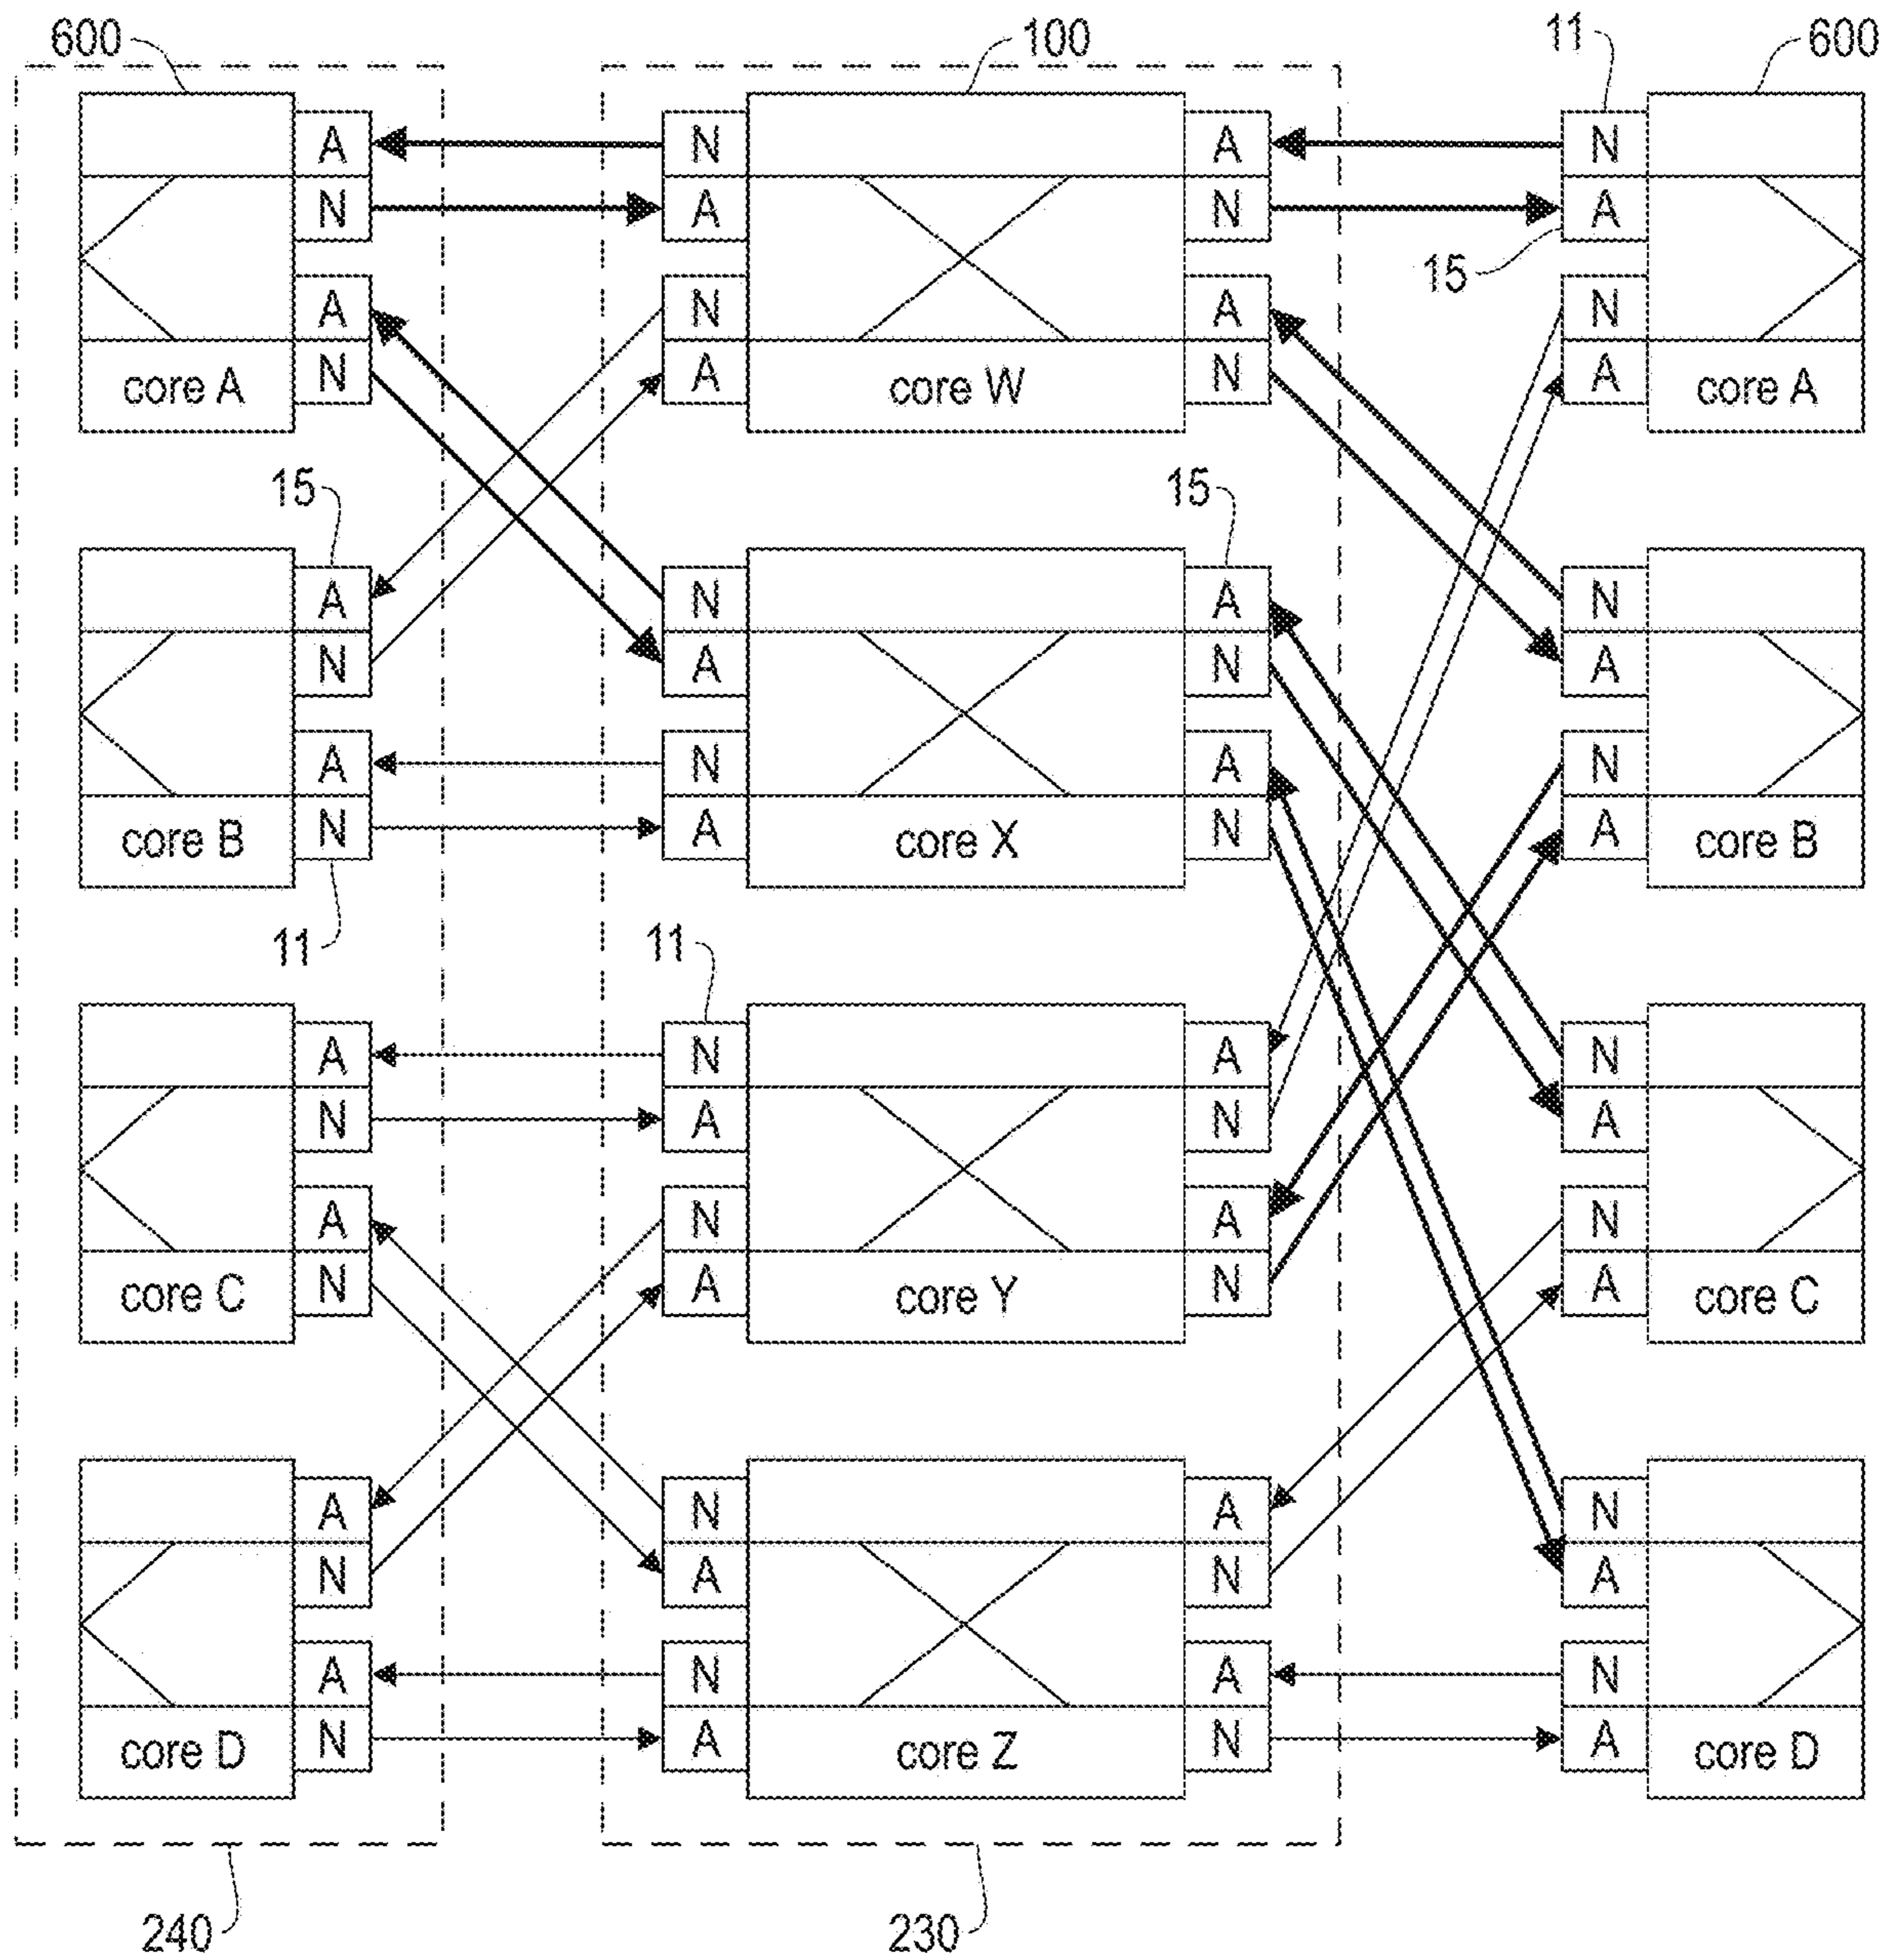 600 100 11 600
A N A N
N A N A
15
A N A N
N A N A
core A core W core A
15 15
A N A N
N A N A
A N A N
N A N A
core B core X core B
11 11
A N A N
N A N A
A N A N
N A N A
core C core Y core C
A N A N
N A N A
A N A N
N A N A
core D core Z core D
240 230